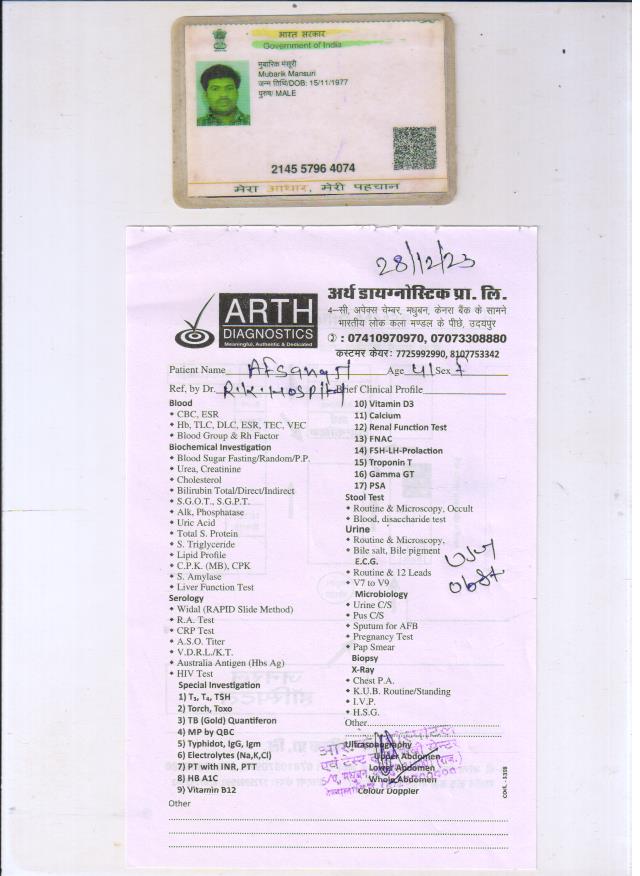 भारत सरकार
Government of India
मुबारिक मंसूरी
Mubarik Mansuri
जन्म तिथि/DOB: 15/11/1977
पुरुष/ MALE
2145 5796 4074
मेरा आधार, मेरी पहचान
28/12/23
ARTH
DIAGNOSTICS
Meaningful, Authentic & Dedicated
अर्थ डायग्नोस्टिक प्रा. लि.
4–सी, अपेक्स चेम्बर, मधुबन, केनरा बैंक के सामने
भारतीय लोक कला मण्डल के पीछे, उदयपुर
: 07410970970, 07073308880
कस्टमर केयर: 7725992990, 8107753342
Patient Name Age 41 Sex F
Ref, by Dr. R.K. Hospital Brief Clinical Profile
Blood
CBC, ESR
Hb, TLC, DLC, ESR, TEC, VEC
Blood Group & Rh Factor
Biochemical Investigation
Blood Sugar Fasting/Random/P.P.
Urea, Creatinine
Cholesterol
Bilirubin Total/Direct/Indirect
S.G.O.T., S.G.P.T.
Alk, Phosphatase
Uric Acid
Total S. Protein
S. Triglyceride
Lipid Profile
C.P.K. (MB), CPK
S. Amylase
Liver Function Test
Serology
Widal (RAPID Slide Method)
R.A. Test
CRP Test
A.S.O. Titer
V.D.R.L./K.T.
Australia Antigen (Hbs Ag)
HIV Test
Special Investigation
1) T₃, T₄, TSH
2) Torch, Toxo
3) TB (Gold) Quantiferon
4) MP by QBC
5) Typhidot, IgG, Igm
6) Electrolytes (Na,K,Cl)
7) PT with INR, PTT
8) HB A1C
9) Vitamin B12
Other
10) Vitamin D3
11) Calcium
12) Renal Function Test
13) FNAC
14) FSH-LH-Prolaction
15) Troponin T
16) Gamma GT
17) PSA
Stool Test
Routine & Microscopy, Occult
Blood, disaccharide test
Urine
Routine & Microscopy,
Bile salt, Bile pigment
E.C.G.
Routine & 12 Leads
V7 to V9
Microbiology
Urine C/S
Pus C/S
Sputum for AFB
Pregnancy Test
Pap Smear
Biopsy
X-Ray
Chest P.A.
K.U.B. Routine/Standing
I.V.P.
H.S.G.
Other
Ultrasonography
Upper Abdomen
Lower Abdomen
Whole Abdomen
Colour Doppler